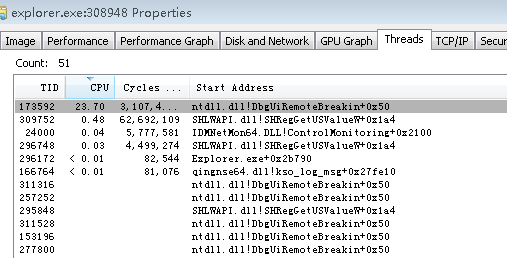 explorer.exe:308948 Properties
Image Performance Performance Graph Disk and Network GPU Graph Threads TCP/IP Secur
Count: 51
TID CPU Cycles ... Start Address
173592 23.70 3,107,4... ntdll.dll!DbgUiRemoteBreakin+0x50
309752 0.48 62,692,109 SHLWAPI.dll!SHRegGetUSValueW+0x1a4
24000 0.04 5,777,581 IDMNetMon64.DLL!ControlMonitoring+0x2100
296748 0.03 4,499,274 SHLWAPI.dll!SHRegGetUSValueW+0x1a4
296172 < 0.01 82,544 Explorer.exe+0x2b790
166764 < 0.01 81,076 qingnse64.dll!kso_log_msg+0x27fe10
311316 ntdll.dll!DbgUiRemoteBreakin+0x50
257252 ntdll.dll!DbgUiRemoteBreakin+0x50
295848 SHLWAPI.dll!SHRegGetUSValueW+0x1a4
311528 ntdll.dll!DbgUiRemoteBreakin+0x50
153196 ntdll.dll!DbgUiRemoteBreakin+0x50
277800 ntdll.dll!DbgUiRemoteBreakin+0x50